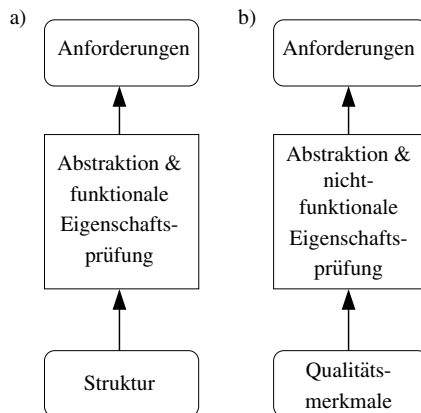 a)
Anforderungen
Abstraktion &
funktionale
Eigenschafts-
prüfung
Struktur
b)
Anforderungen
Abstraktion &
nicht-
funktionale
Eigenschafts-
prüfung
Qualitäts-
merkmale